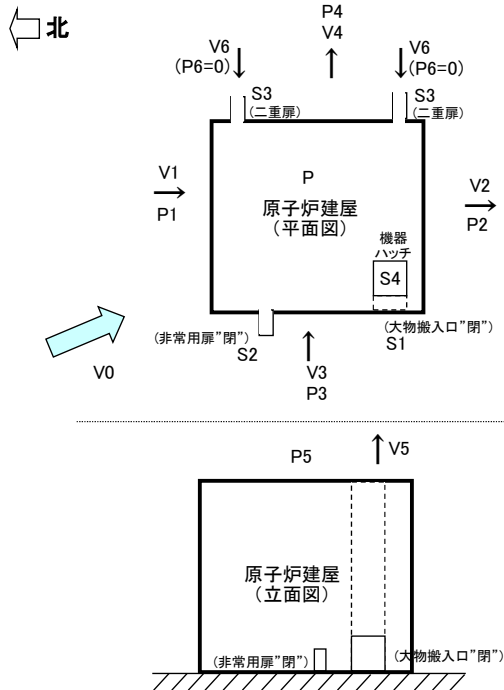 北
P4
V4
V6
(P6=0)
V6
(P6=0)
S3
(二重扉)
S3
(二重扉)
V1
P1
P
原子炉建屋
(平面図)
V2
P2
機器
ハッチ
S4
(非常用扉”閉”)
S2
(大物搬入口”閉”)
S1
V0
V3
P3
P5
V5
原子炉建屋
(立面図)
(非常用扉”閉”)
(大物搬入口”閉”)